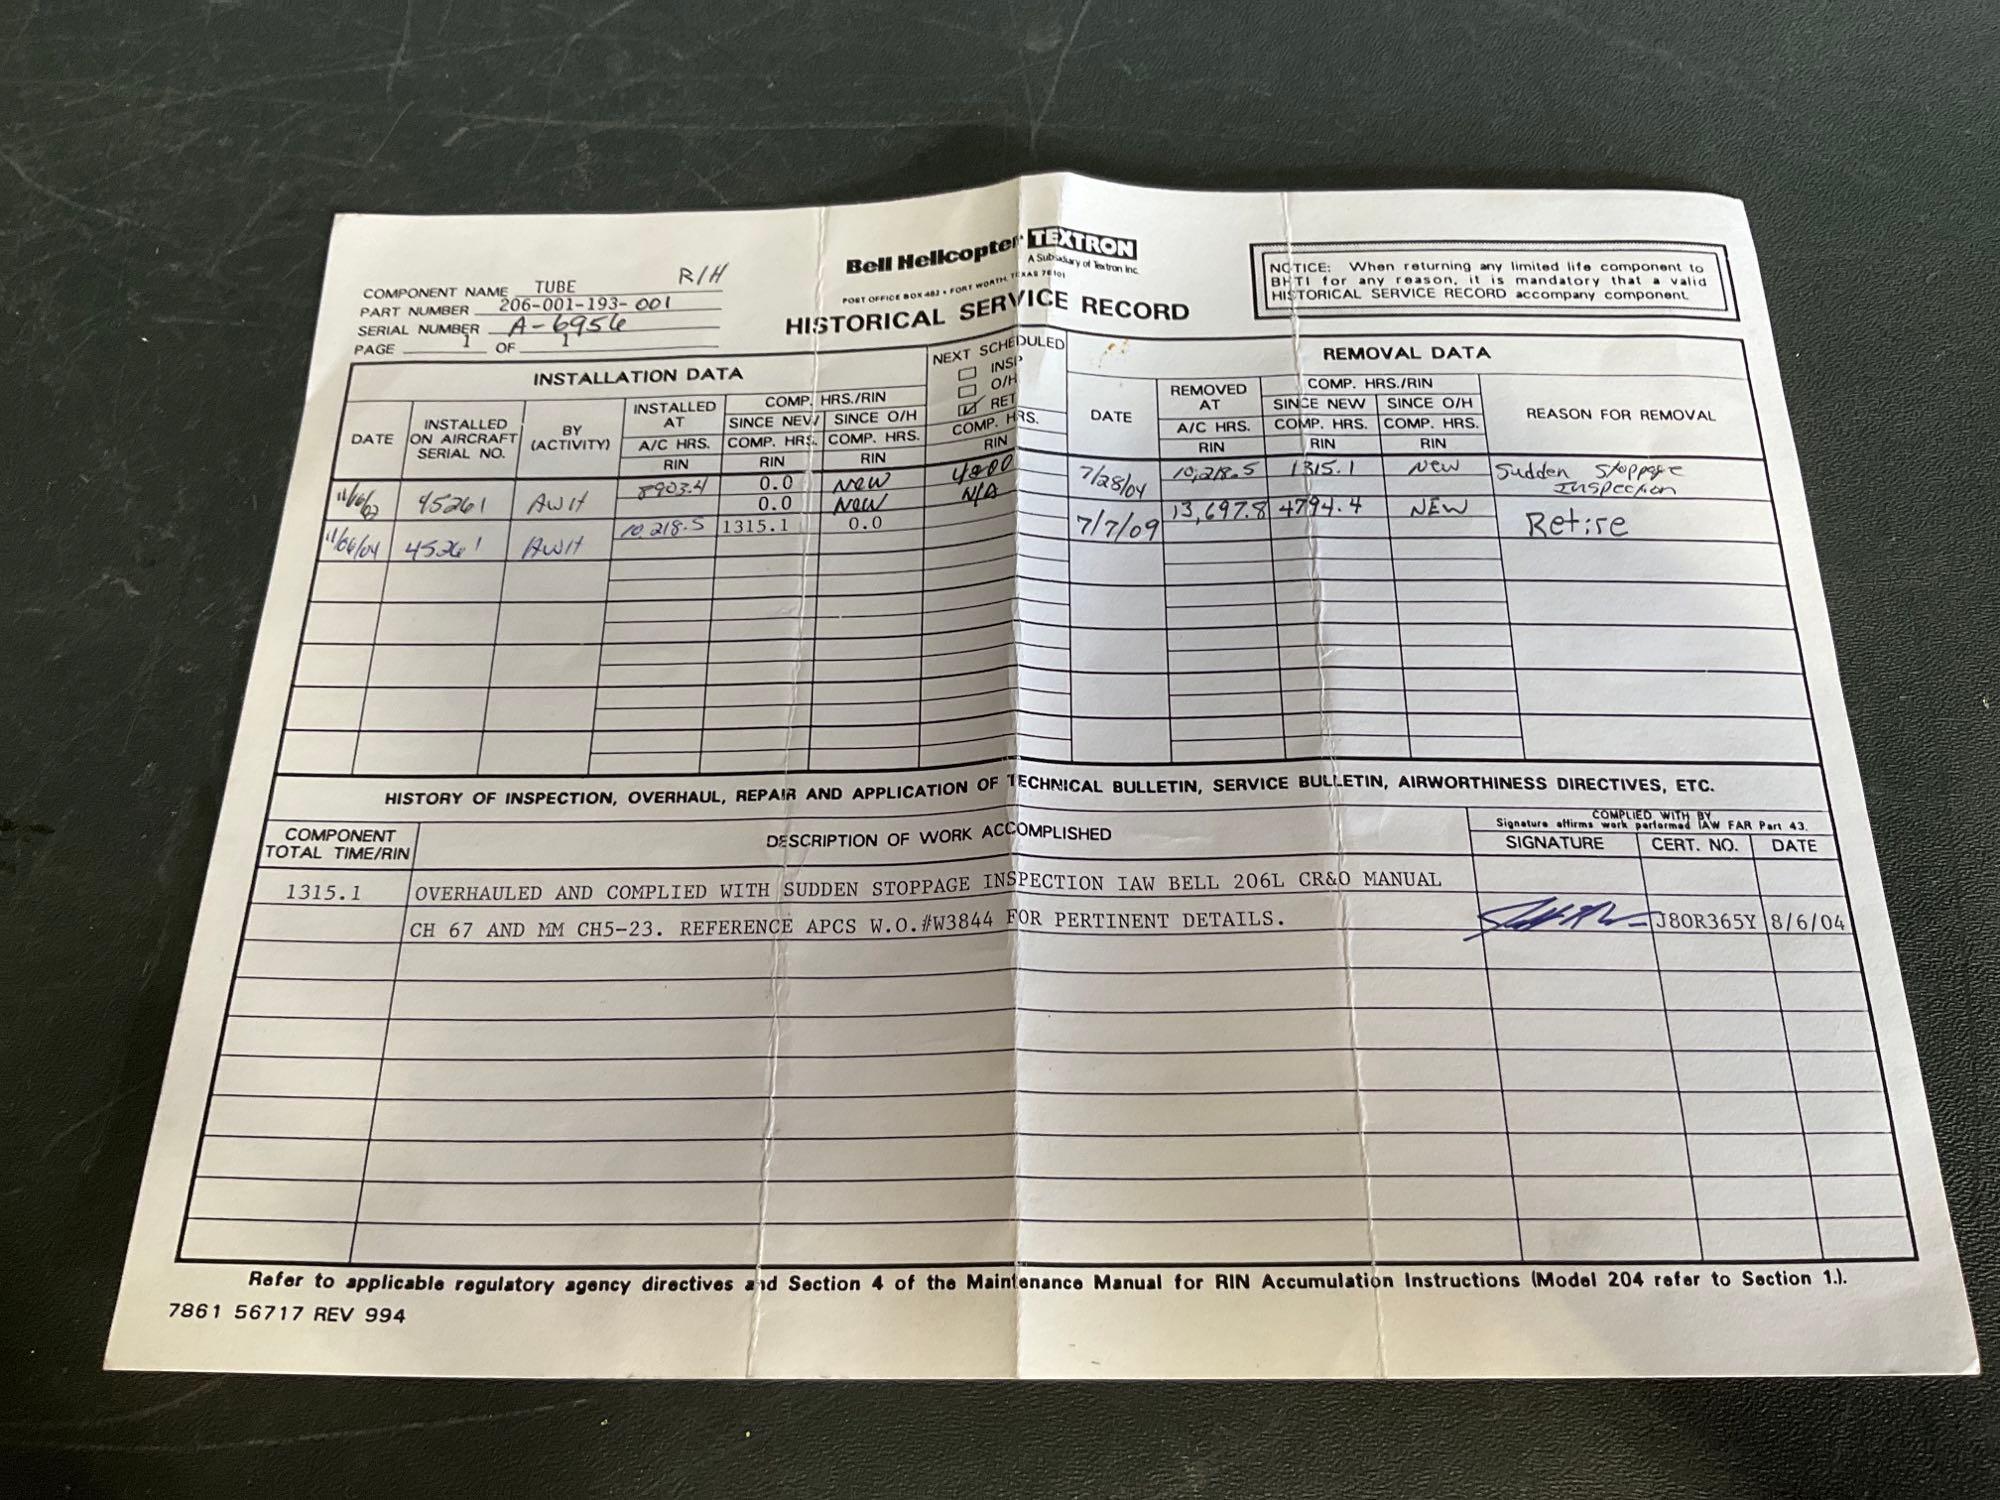 COMPONENT NAME TUBE R/H
PART NUMBER 206-001-193-001
SERIAL NUMBER A-6956
PAGE 1 OF 1
Bell Helicopter TEXTRON
A Subsidiary of Textron Inc.
POST OFFICE BOX 482 • FORT WORTH, TEXAS 76101
HISTORICAL SERVICE RECORD
NOTICE: When returning any limited life component to
BHTI for any reason, it is mandatory that a valid
HISTORICAL SERVICE RECORD accompany component.
INSTALLATION DATA
DATE
INSTALLED
ON AIRCRAFT
SERIAL NO.
BY
(ACTIVITY)
INSTALLED
AT
A/C HRS.
RIN
COMP. HRS./RIN
SINCE NEW
COMP. HRS.
RIN
SINCE O/H
COMP. HRS.
RIN
NEXT SCHEDULED
INSP
O/H
RET
COMP. HRS.
RIN
REMOVAL DATA
DATE
REMOVED
AT
A/C HRS.
RIN
COMP. HRS./RIN
SINCE NEW
COMP. HRS.
RIN
SINCE O/H
COMP. HRS.
RIN
REASON FOR REMOVAL
45261 AWH 8903.4 0.0 NEW 4800
0.0 NEW N/A
7/28/04 10,218.5 1315.1 New Sudden Stoppage
Inspection
11/06/04 45261 AWH 10,218.5 1315.1 0.0
7/7/09 13,697.8 4794.4 NEW Retire
HISTORY OF INSPECTION, OVERHAUL, REPAIR AND APPLICATION OF TECHNICAL BULLETIN, SERVICE BULLETIN, AIRWORTHINESS DIRECTIVES, ETC.
COMPONENT
TOTAL TIME/RIN
DESCRIPTION OF WORK ACCOMPLISHED
COMPLIED WITH BY
Signature affirms work performed IAW FAR Part 43.
SIGNATURE CERT. NO. DATE
1315.1 OVERHAULED AND COMPLIED WITH SUDDEN STOPPAGE INSPECTION IAW BELL 206L CR&O MANUAL
CH 67 AND MM CH5-23. REFERENCE APCS W.O.#W3844 FOR PERTINENT DETAILS. J80R365Y 8/6/04
Refer to applicable regulatory agency directives and Section 4 of the Maintenance Manual for RIN Accumulation Instructions (Model 204 refer to Section 1.).
7861 56717 REV 994